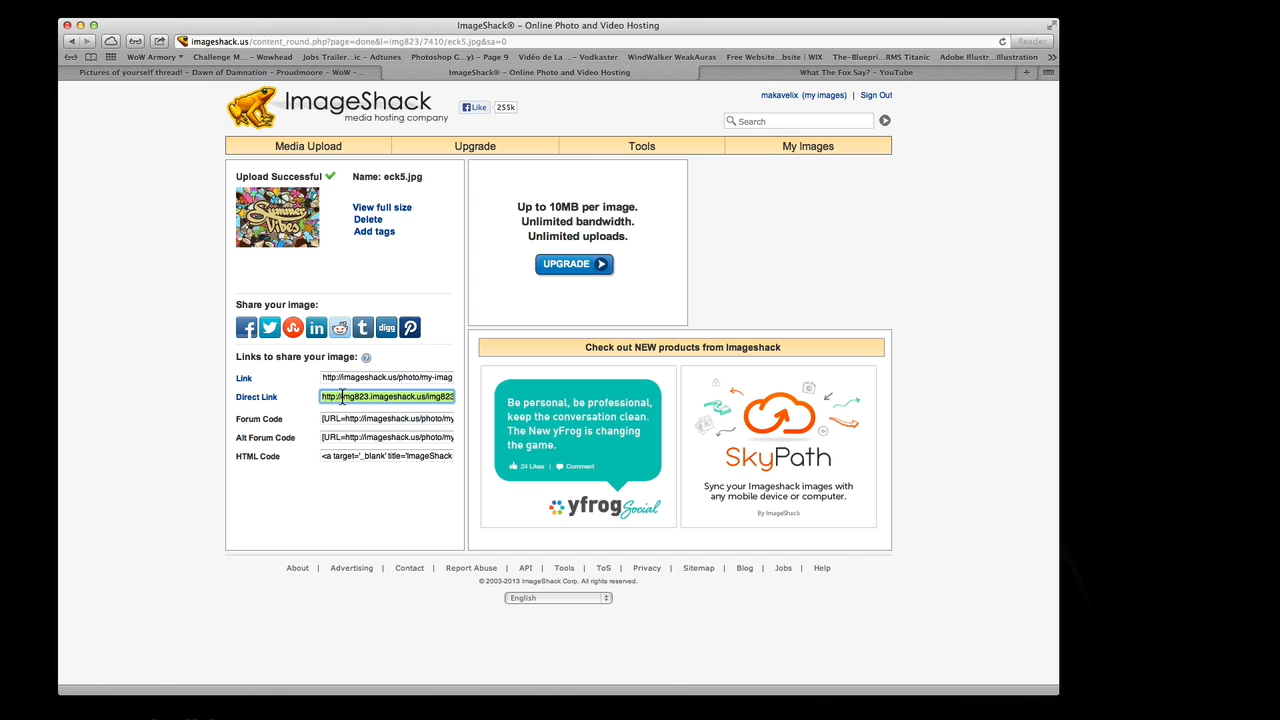 ImageShack® - Online Photo and Video Hosting
imageshack.us/content_round.php?page=done&l=img823/7410/eck5.jpg&sa=0
Reader
WoW Armory
Challenge M... - Wowhead
Jobs Trailer...tc - Adtunes
Photoshop G...y) - Page 9
Vidéo de La ... - Vodkaster
WindWalker WeakAuras
Free Website...bsite | WIX
The-Bluepri...RMS Titanic
Adobe Illustr...Illustration
Pictures of yourself thread! - Dawn of Damnation - Proudmoore - WoW - ...
ImageShack® - Online Photo and Video Hosting
What The Fox Say? - YouTube
ImageShack
media hosting company
Like
255k
makavelix (my images) | Sign Out
Search
Media Upload
Upgrade
Tools
My Images
Upload Successful
Name: eck5.jpg
Summer
Vibes
View full size
Delete
Add tags
Up to 10MB per image.
Unlimited bandwidth.
Unlimited uploads.
UPGRADE
Share your image:
digg
Links to share your image:
Link http://imageshack.us/photo/my-imag
Direct Link http://img823.imageshack.us/img823
Forum Code [URL=http://imageshack.us/photo/my
Alt Forum Code [URL=http://imageshack.us/photo/my
HTML Code <a target='_blank' title='ImageShack
Check out NEW products from Imageshack
Be personal, be professional,
keep the conversation clean.
The New yFrog is changing
the game.
24 Likes | Comment
yfrog Social
SkyPath
Sync your Imageshack images with
any mobile device or computer.
By ImageShack
About | Advertising | Contact | Report Abuse | API | Tools | ToS | Privacy | Sitemap | Blog | Jobs | Help
© 2003-2013 ImageShack Corp. All rights reserved.
English